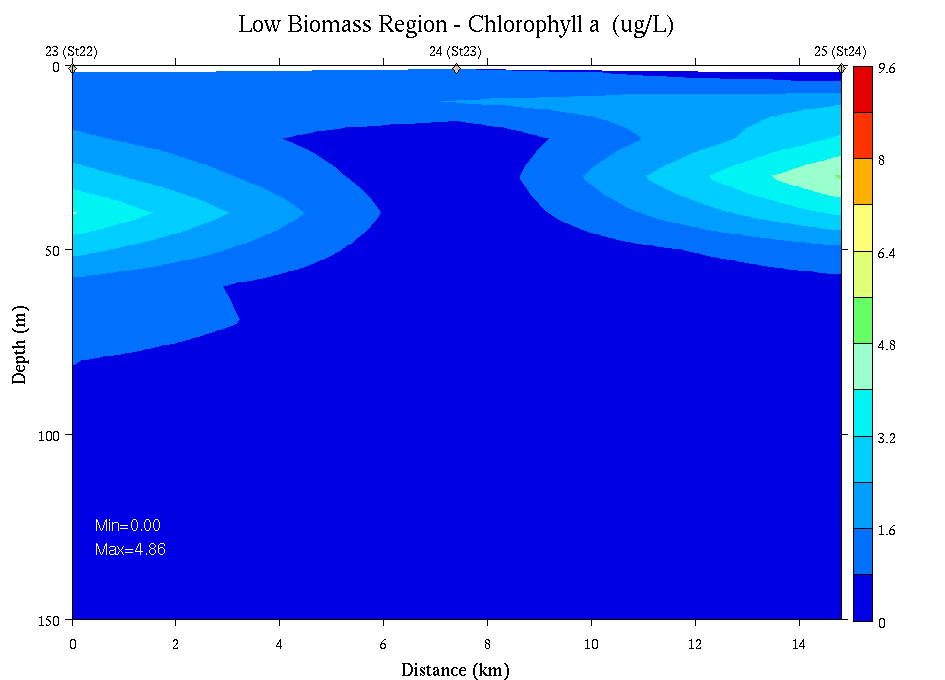 Low Biomass Region - Chlorophyll a (ug/L)
23 (St22) 24 (St23) 25 (St24)
0 9.6
8
50 6.4
4.8
Depth (m)
100 3.2
Min=0.00 1.6
Max=4.86
150 0
0 2 4 6 8 10 12 14
Distance (km)